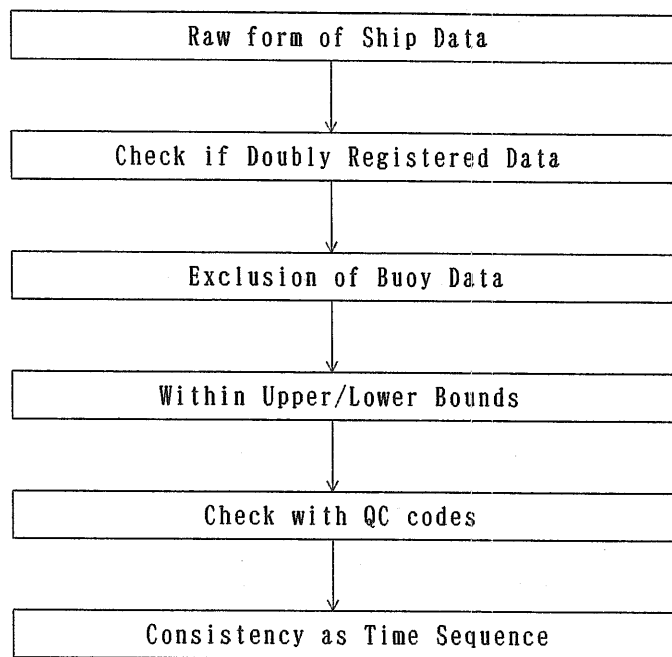 Raw form of Ship Data
Check if Doubly Registered Data
Exclusion of Buoy Data
Within Upper/Lower Bounds
Check with QC codes
Consistency as Time Sequence